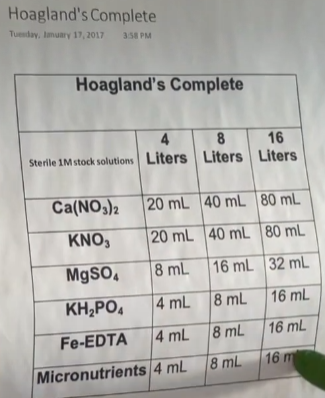 Hoagland's Complete
Tuesday, January 17, 2017 3:58 PM
Hoagland's Complete
Sterile 1M stock solutions 4 Liters 8 Liters 16 Liters
Ca(NO₃)₂ 20 mL 40 mL 80 mL
KNO₃ 20 mL 40 mL 80 mL
MgSO₄ 8 mL 16 mL 32 mL
KH₂PO₄ 4 mL 8 mL 16 mL
Fe-EDTA 4 mL 8 mL 16 mL
Micronutrients 4 mL 8 mL 16